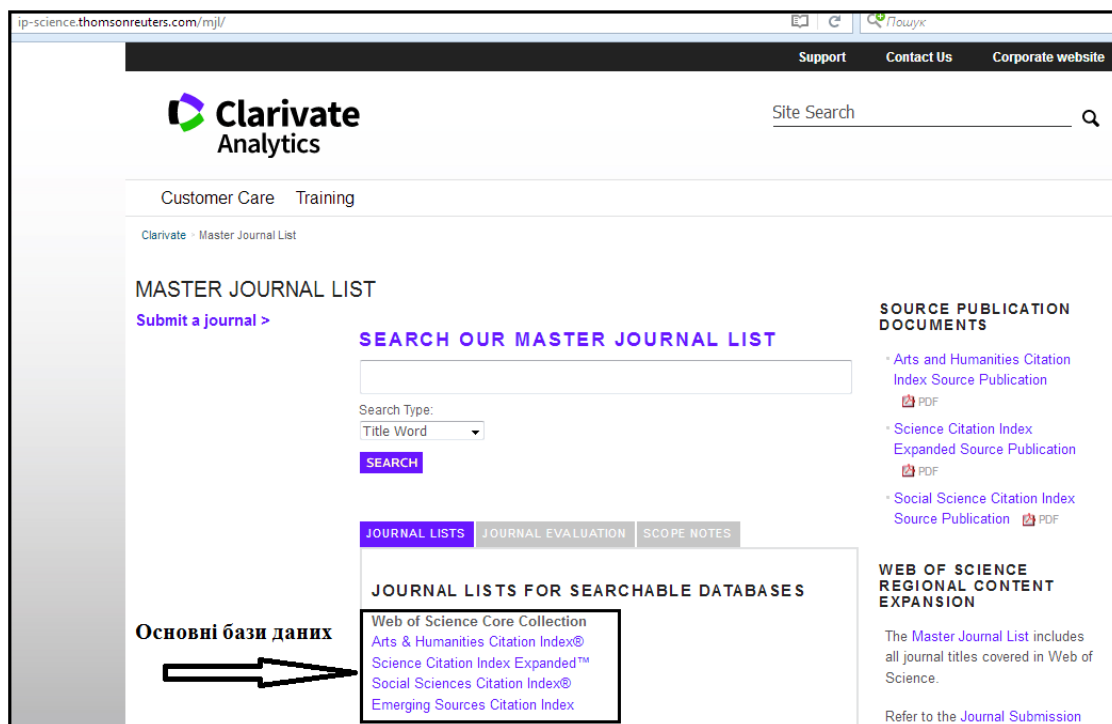 ip-science.thomsonreuters.com/mjl/
Пошук
Support Contact Us Corporate website
Clarivate
Analytics
Site Search
Customer Care Training
Clarivate - Master Journal List
MASTER JOURNAL LIST
Submit a journal >
SEARCH OUR MASTER JOURNAL LIST
Search Type:
Title Word
SEARCH
JOURNAL LISTS JOURNAL EVALUATION SCOPE NOTES
JOURNAL LISTS FOR SEARCHABLE DATABASES
Основні бази даних
Web of Science Core Collection
Arts & Humanities Citation Index®
Science Citation Index Expanded™
Social Sciences Citation Index®
Emerging Sources Citation Index
SOURCE PUBLICATION
DOCUMENTS
Arts and Humanities Citation
Index Source Publication
PDF
Science Citation Index
Expanded Source Publication
PDF
Social Science Citation Index
Source Publication PDF
WEB OF SCIENCE
REGIONAL CONTENT
EXPANSION
The Master Journal List includes
all journal titles covered in Web of
Science.
Refer to the Journal Submission